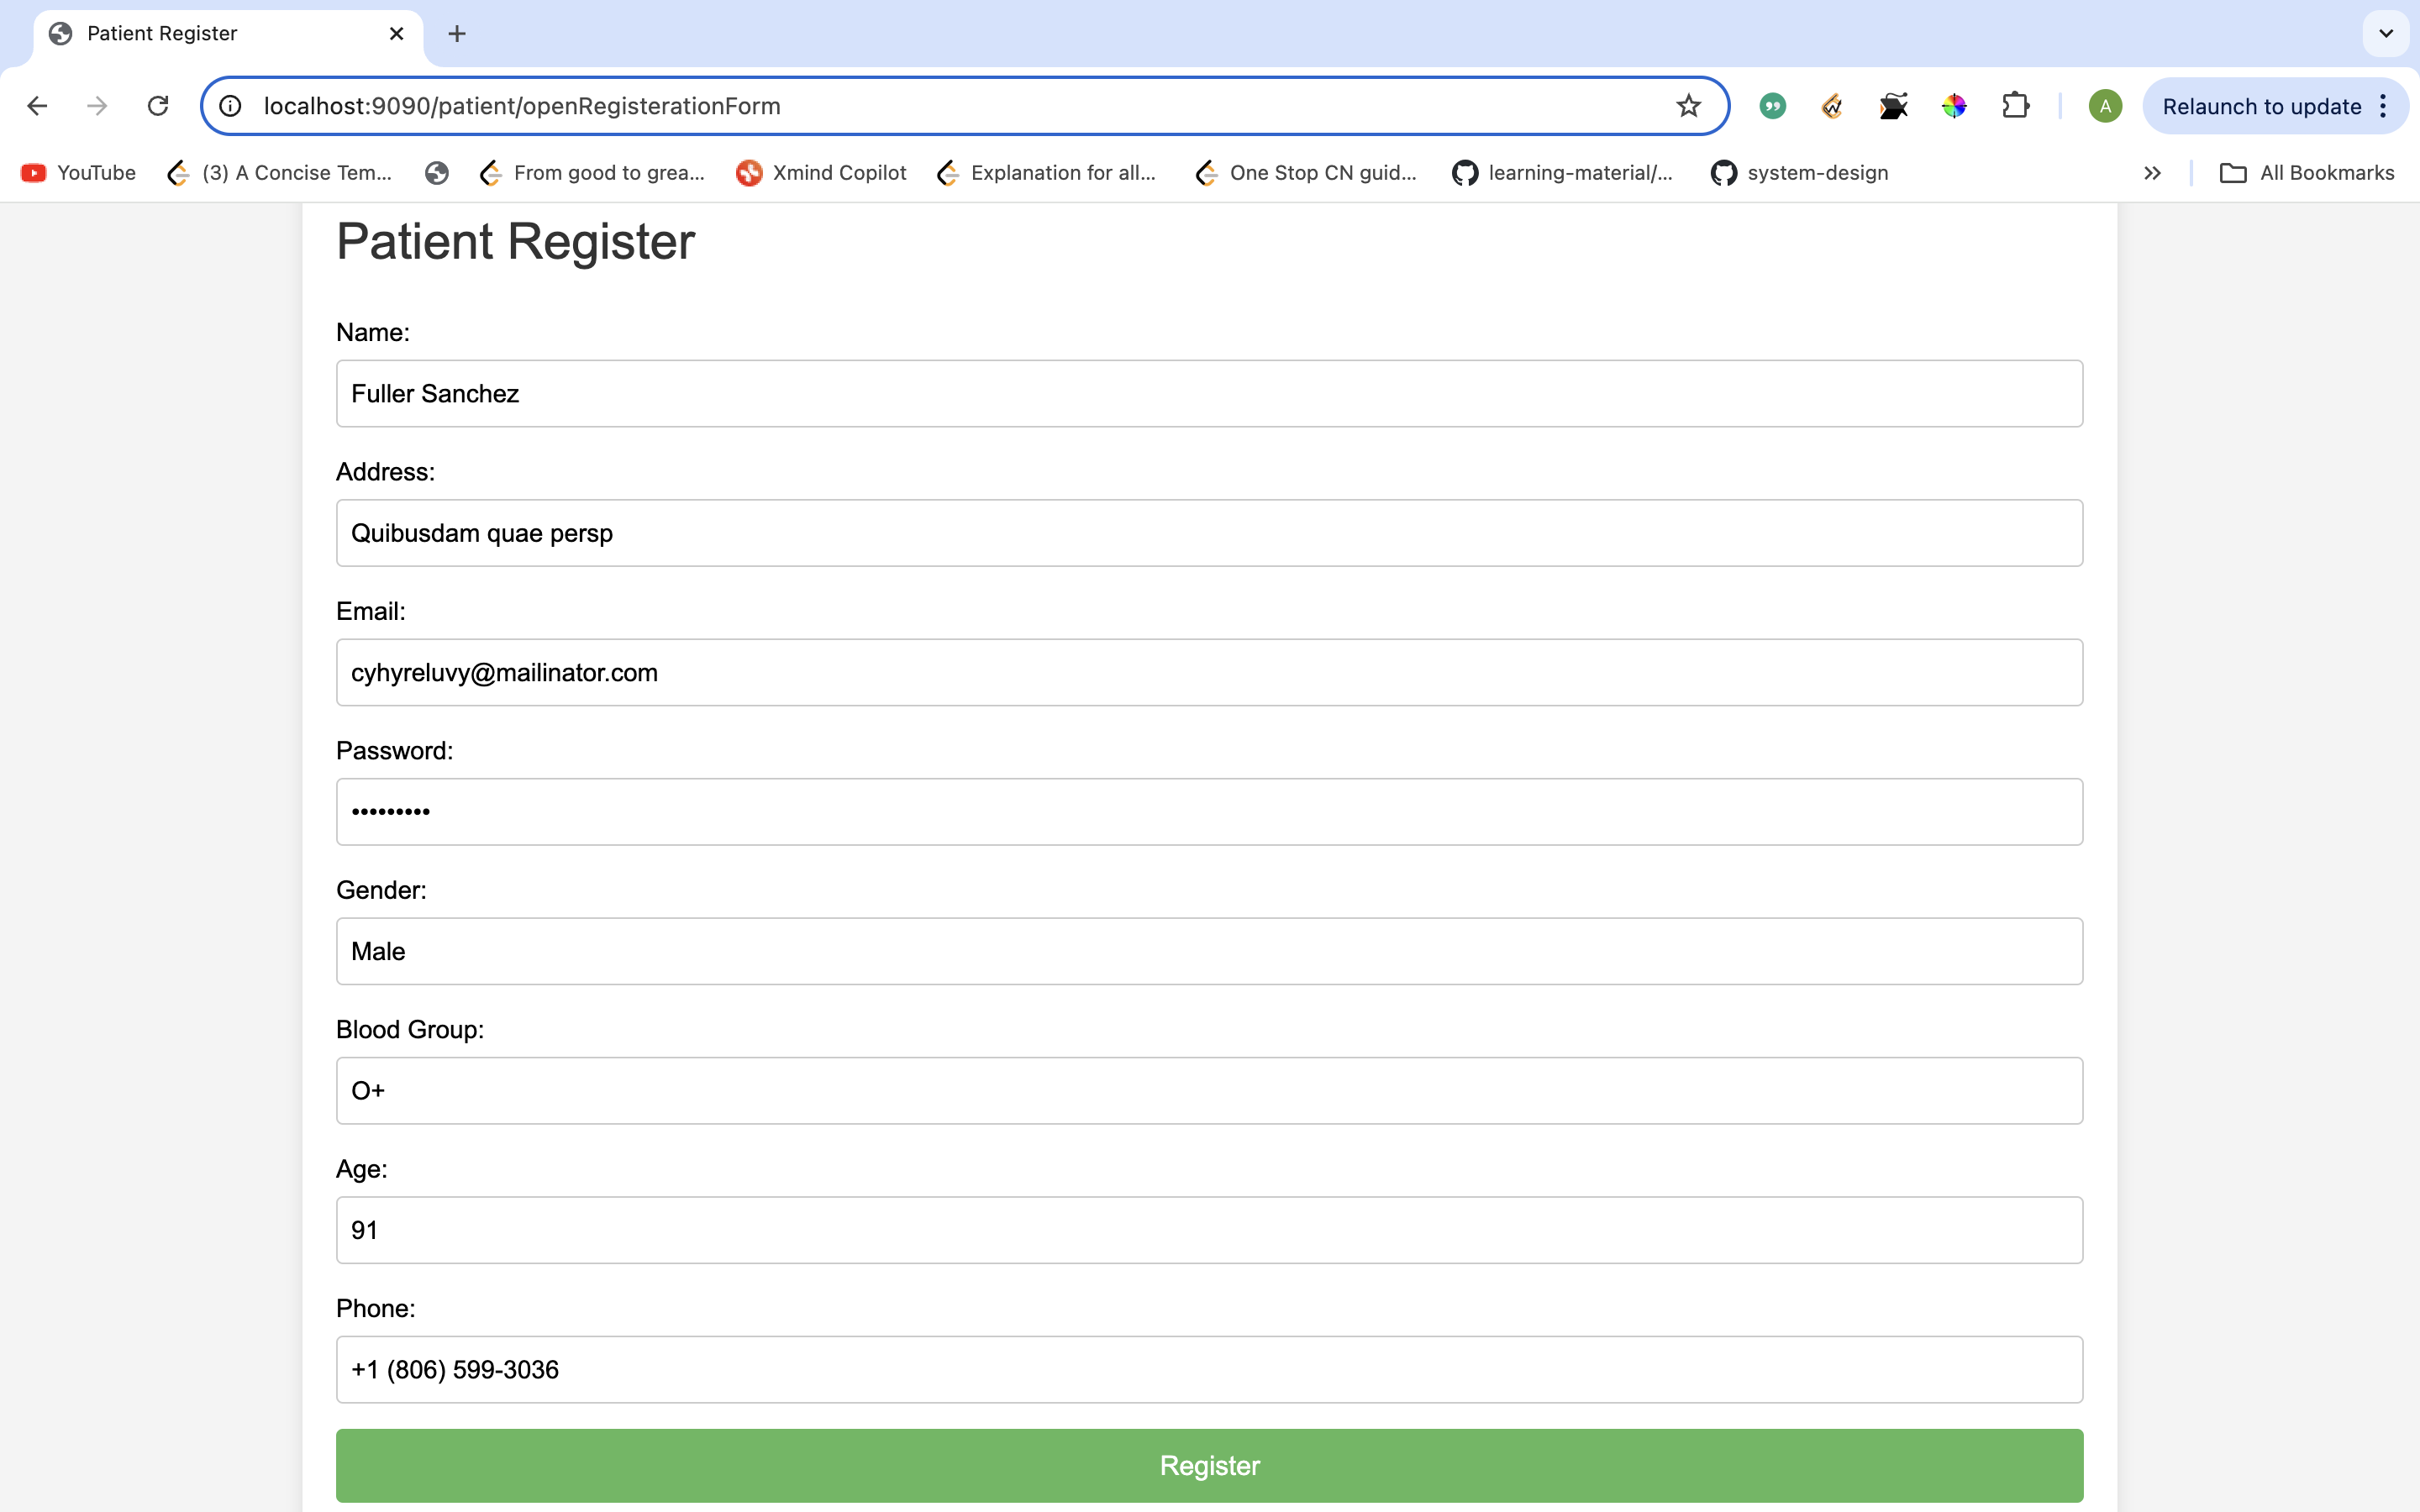 Patient Register
localhost:9090/patient/openRegisterationForm
A
Relaunch to update
YouTube
(3) A Concise Tem...
From good to grea...
Xmind Copilot
Explanation for all...
One Stop CN guid...
learning-material/...
system-design
All Bookmarks
Patient Register
Name:
Fuller Sanchez
Address:
Quibusdam quae persp
Email:
cyhyreluvy@mailinator.com
Password:
•••••••••
Gender:
Male
Blood Group:
O+
Age:
91
Phone:
+1 (806) 599-3036
Register